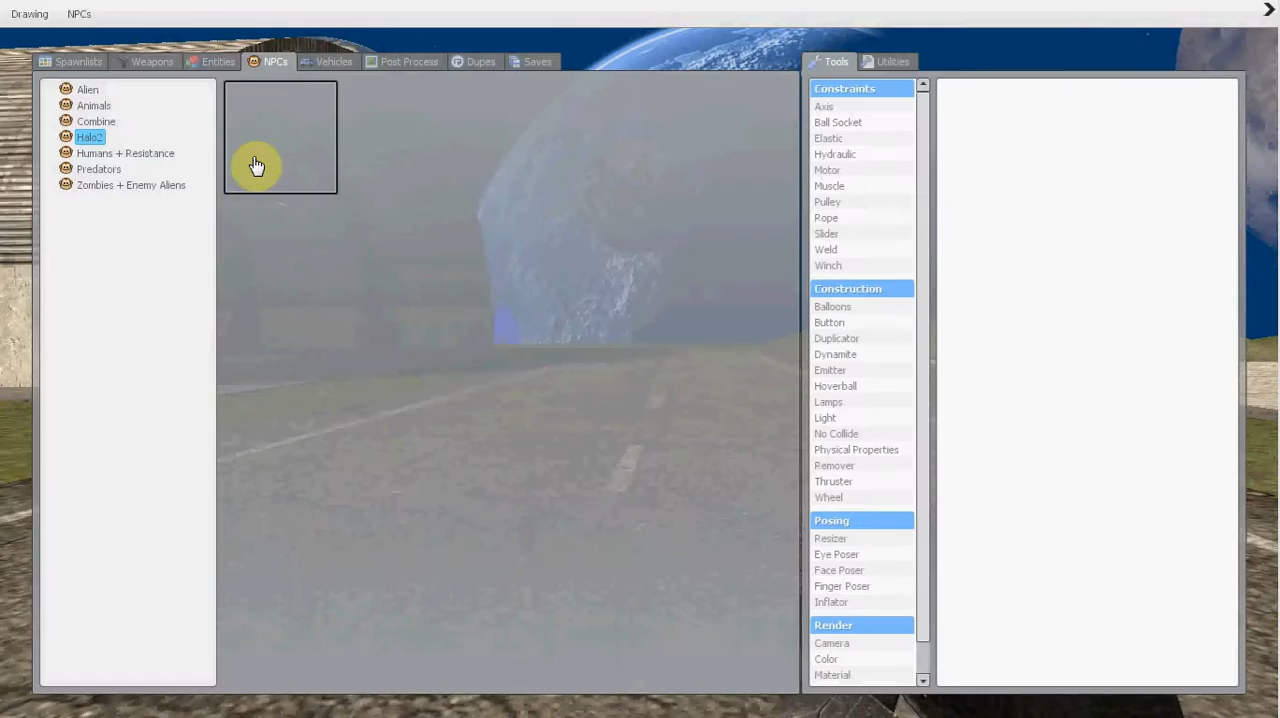 Drawing NPCs
Spawnlists Weapons Entities NPCs Vehicles Post Process Dupes Saves
Alien
Animals
Combine
Halo2
Humans + Resistance
Predators
Zombies + Enemy Aliens
Tools Utilities
Constraints
Axis
Ball Socket
Elastic
Hydraulic
Motor
Muscle
Pulley
Rope
Slider
Weld
Winch
Construction
Balloons
Button
Duplicator
Dynamite
Emitter
Hoverball
Lamps
Light
No Collide
Physical Properties
Remover
Thruster
Wheel
Posing
Resizer
Eye Poser
Face Poser
Finger Poser
Inflator
Render
Camera
Color
Material